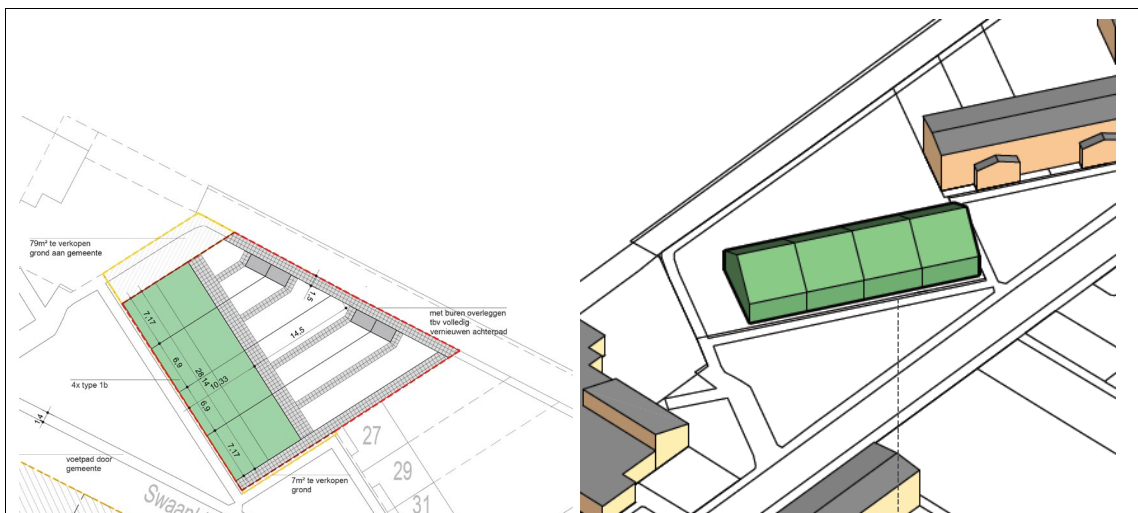 79m² te verkopen
grond aan gemeente
7.17
1.5
met buren overleggen
tbv volledig
vernieuwen achterpad
14.5
6.9
28.14
10.33
4x type 1b
6.9
1.4
7.17
27
voetpad door
gemeente
29
7m² te verkopen
grond
31